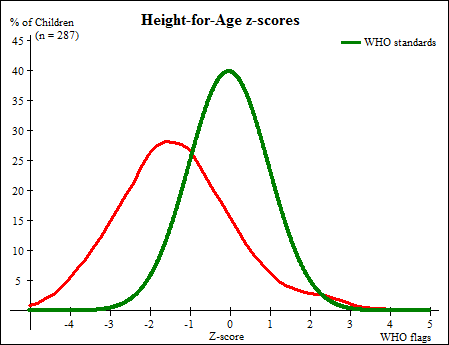 Height-for-Age z-scores
% of Children
(n = 287)
WHO standards
45
40
35
30
25
20
15
10
5
-4 -3 -2 -1 0 1 2 3 4 5
Z-score
WHO flags